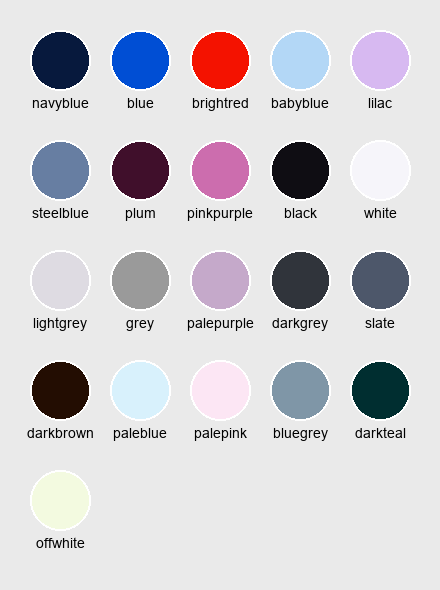 navyblue blue brightred babyblue lilac
steelblue plum pinkpurple black white
lightgrey grey palepurple darkgrey slate
darkbrown paleblue palepink bluegrey darkteal
offwhite